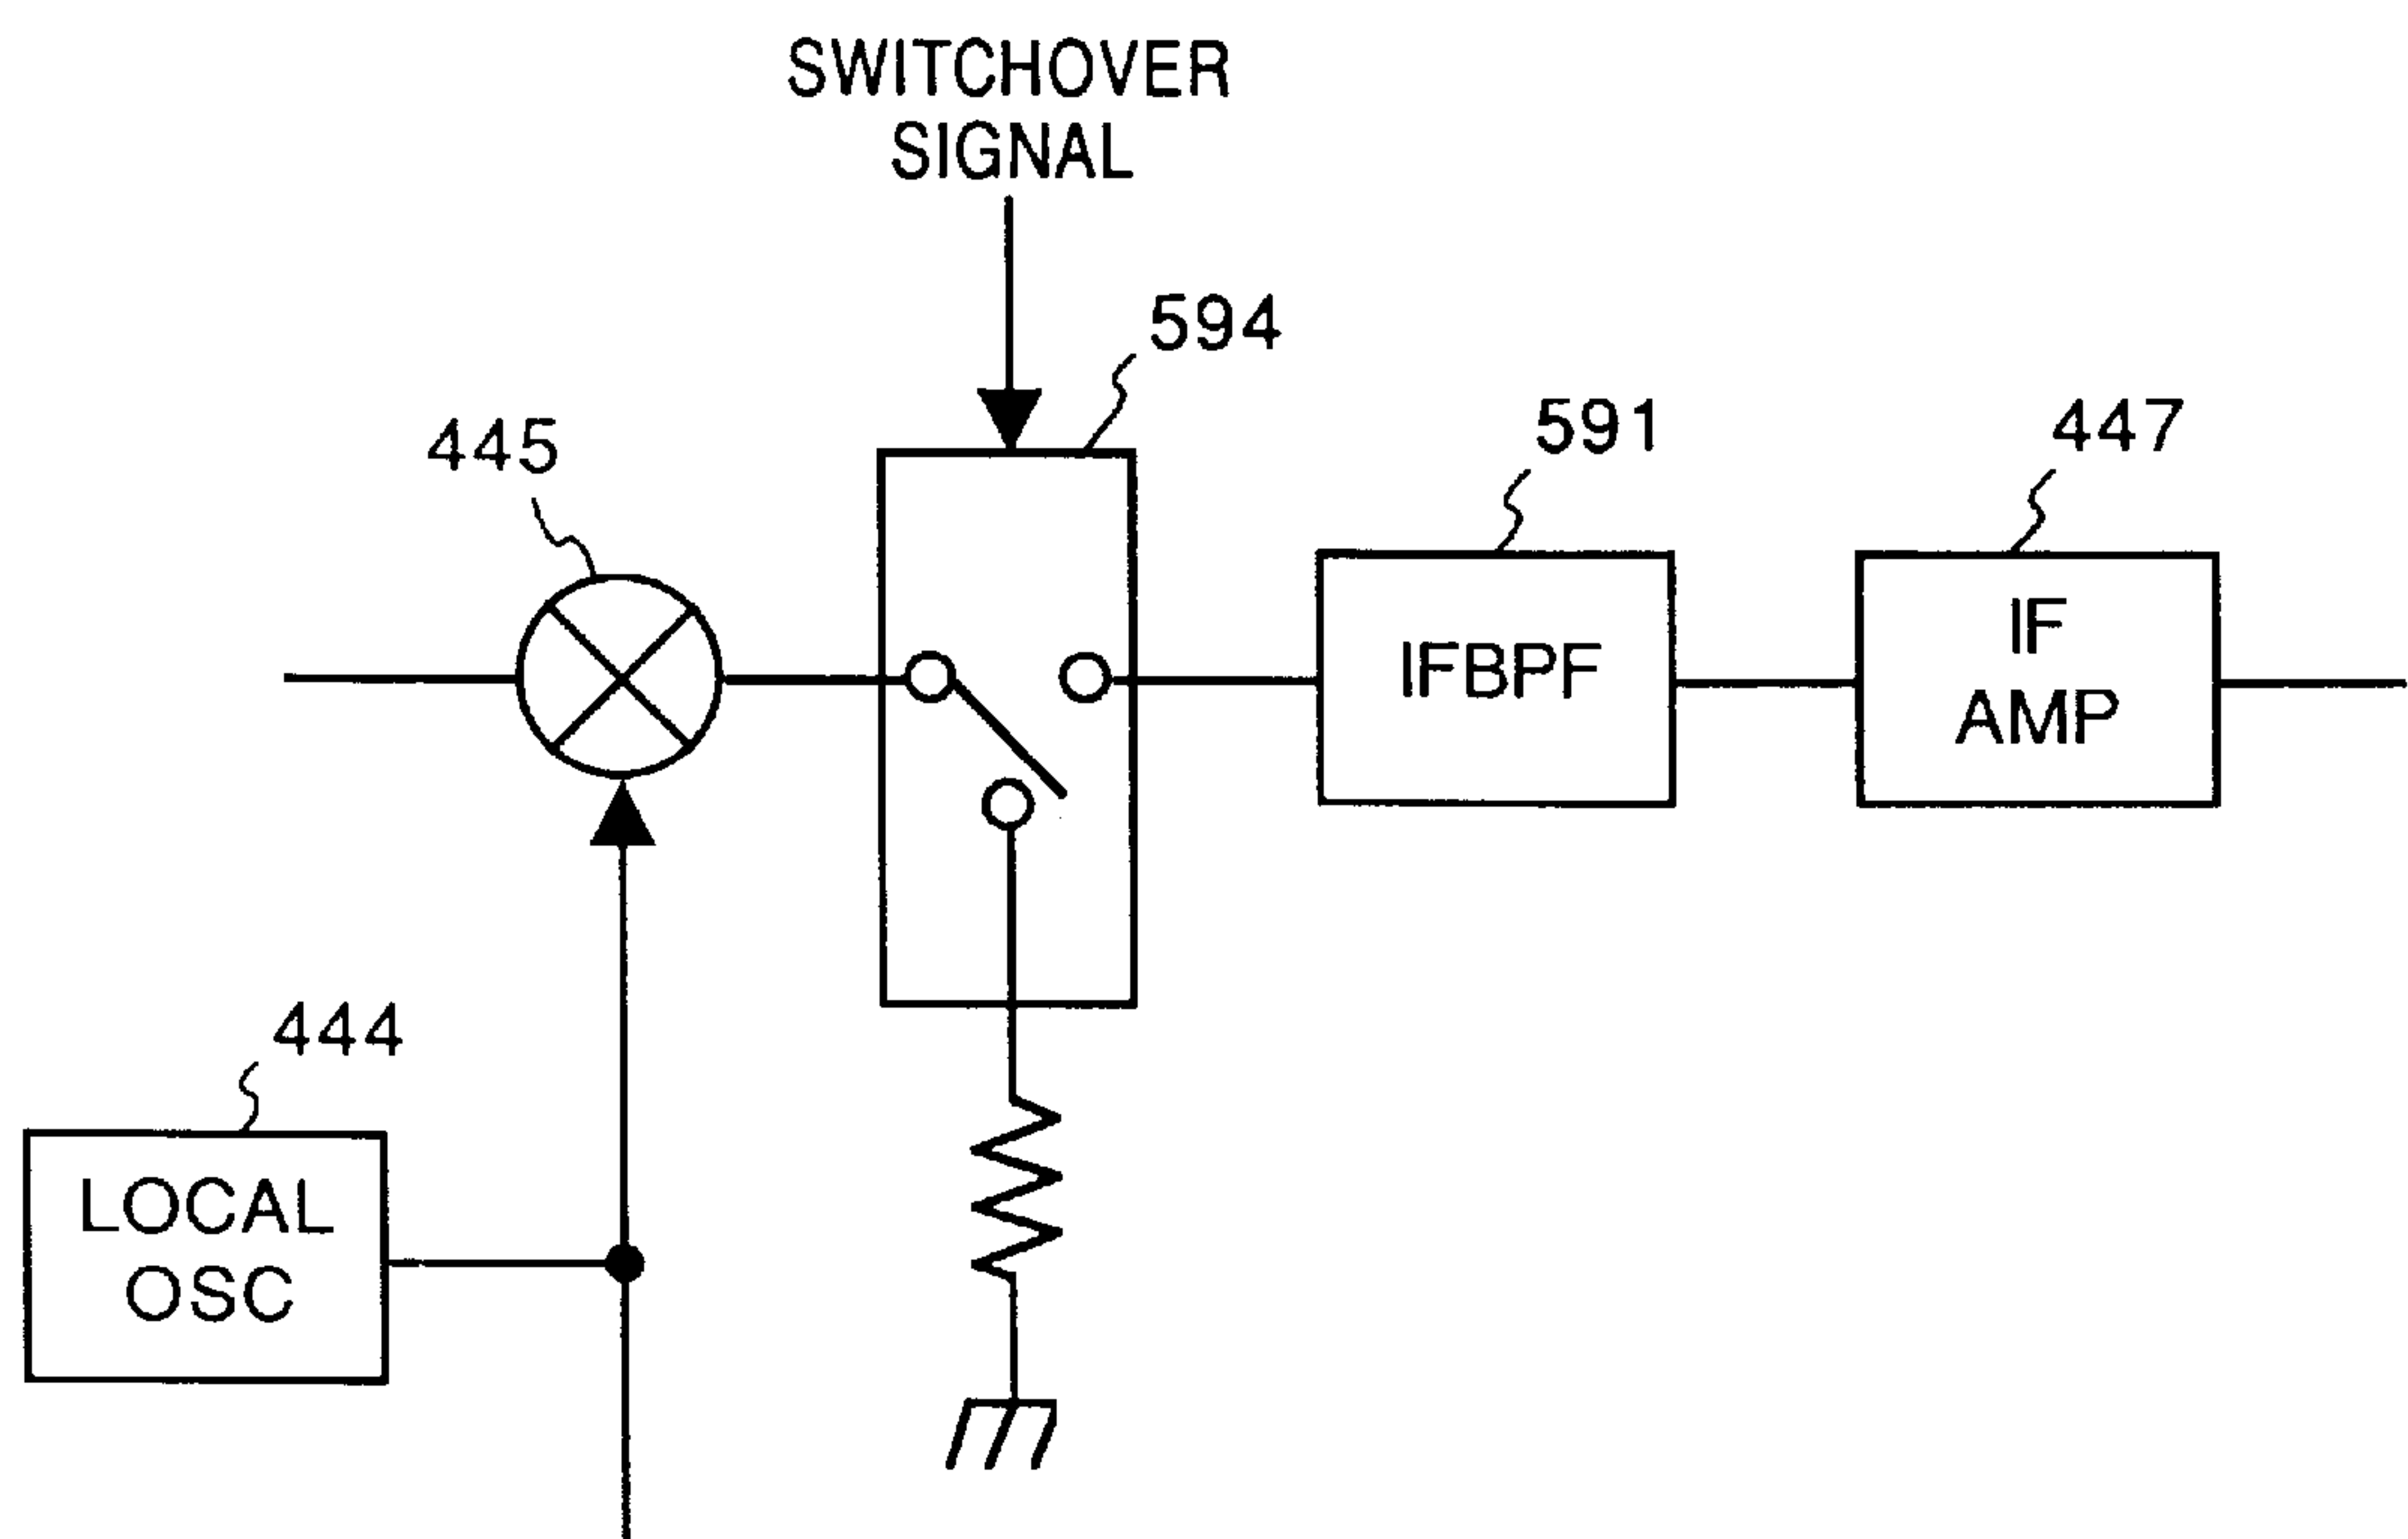 SWITCHOVER
SIGNAL
594
445
591
447
IFBPF
IF
AMP
444
LOCAL
OSC